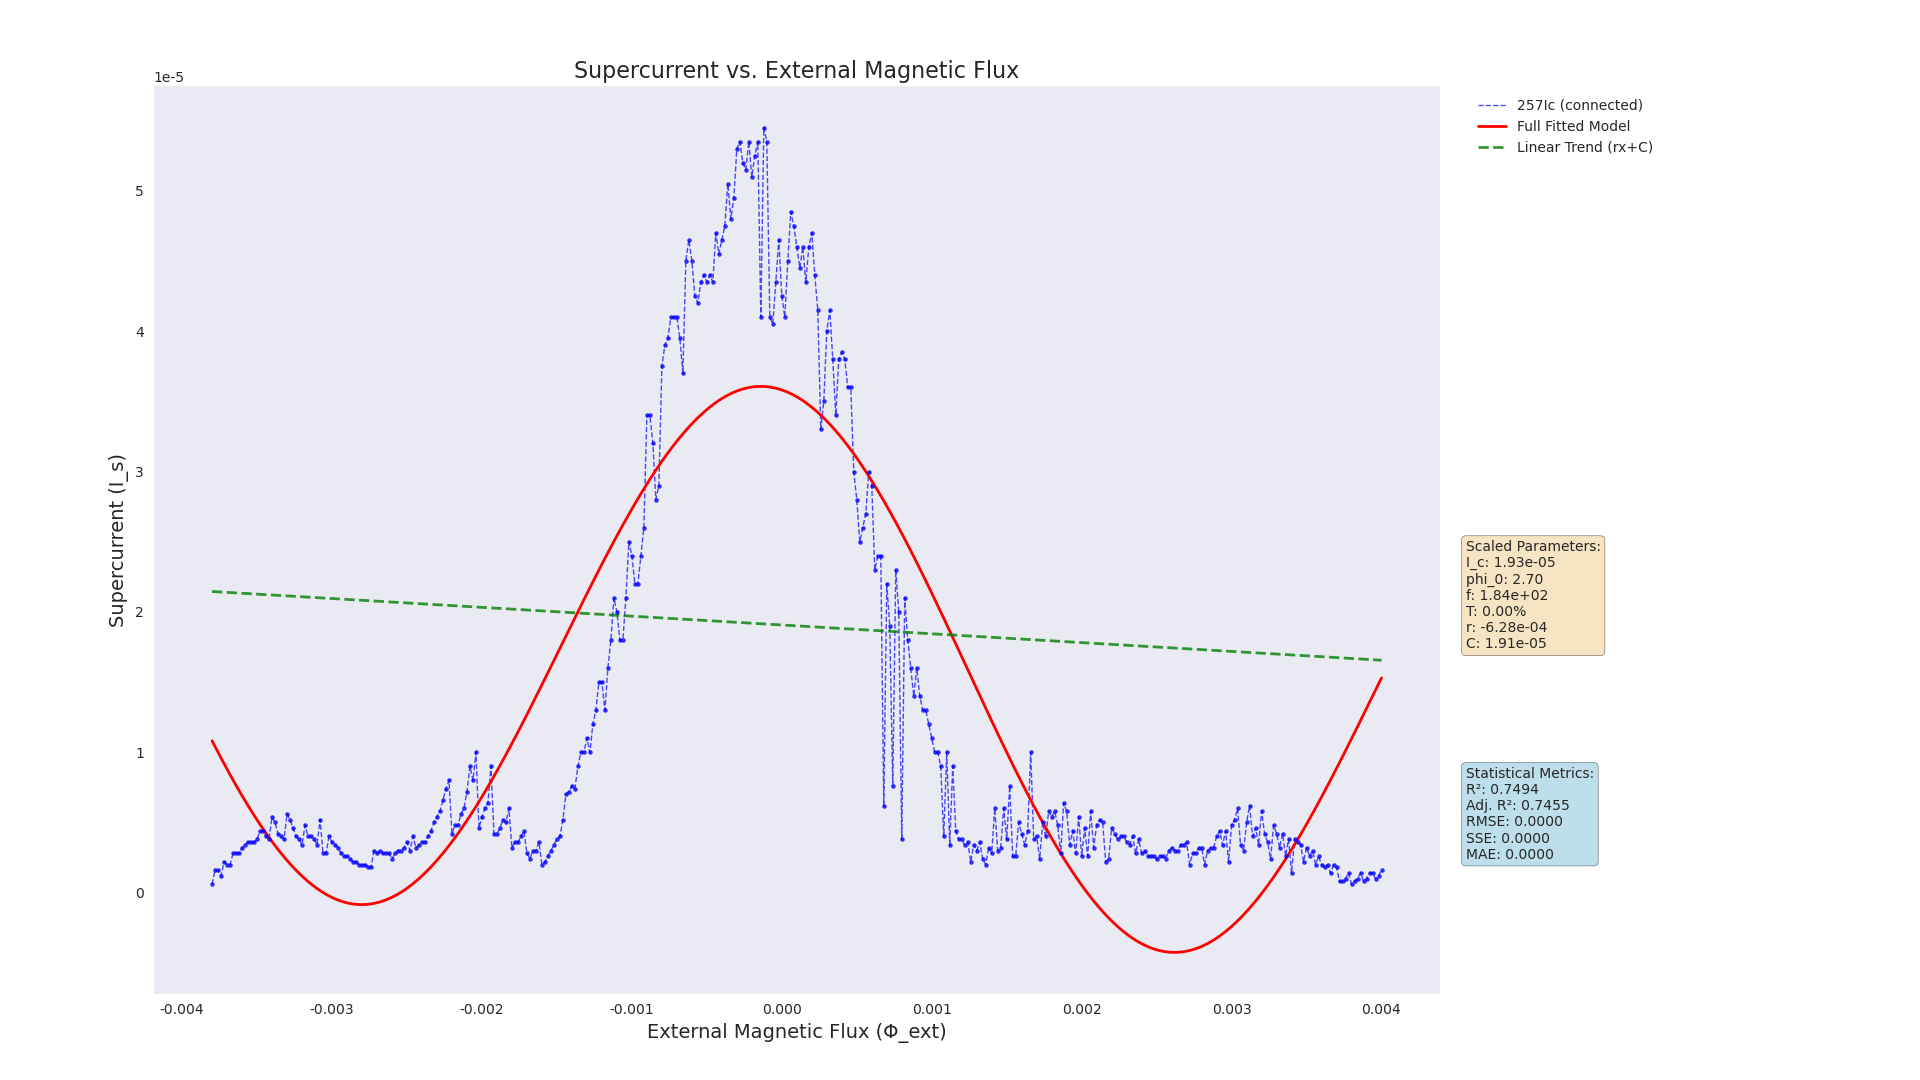 Supercurrent vs. External Magnetic Flux
1e-5
5
4
3
2
1
0
Supercurrent (I_s)
-0.004
-0.003
-0.002
-0.001
0.000
0.001
0.002
0.003
0.004
External Magnetic Flux (Φ_ext)
257Ic (connected)
Full Fitted Model
Linear Trend (rx+C)
Scaled Parameters:
I_c: 1.93e-05
phi_0: 2.70
f: 1.84e+02
T: 0.00%
r: -6.28e-04
C: 1.91e-05
Statistical Metrics:
R²: 0.7494
Adj. R²: 0.7455
RMSE: 0.0000
SSE: 0.0000
MAE: 0.0000